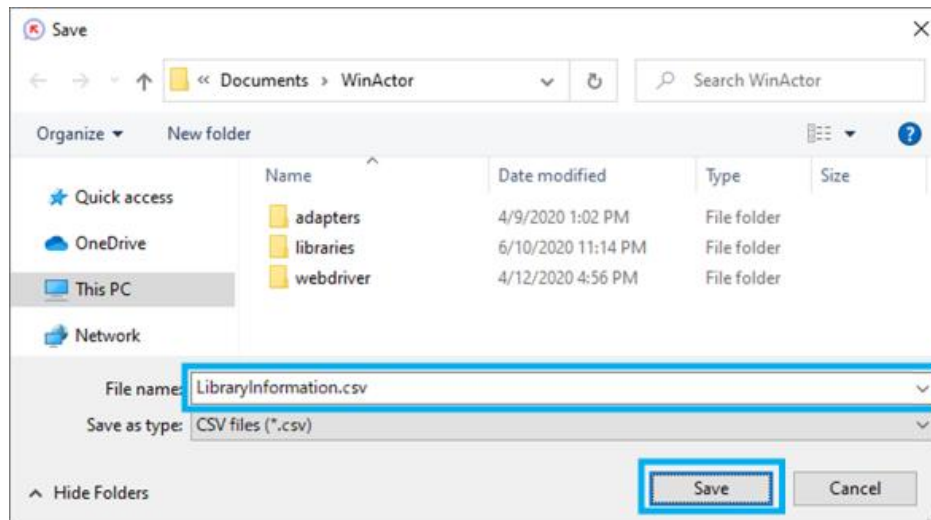 Save
« Documents > WinActor
Search WinActor
Organize
New folder
Name Date modified Type Size
Quick access
OneDrive
This PC
Network
adapters 4/9/2020 1:02 PM File folder
libraries 6/10/2020 11:14 PM File folder
webdriver 4/12/2020 4:56 PM File folder
File name: LibraryInformation.csv
Save as type: CSV files (*.csv)
Hide Folders
Save
Cancel